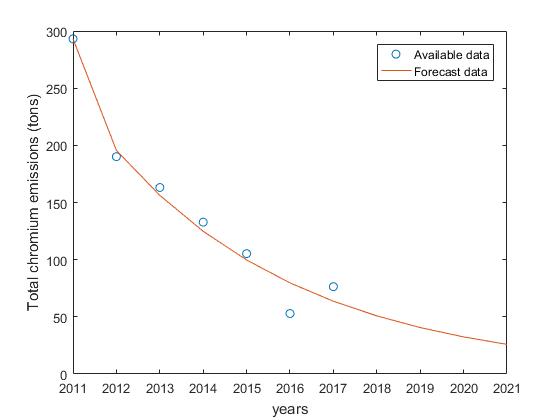 300
250
200
150
100
50
0
Total chromium emissions (tons)
Available data
Forecast data
2011 2012 2013 2014 2015 2016 2017 2018 2019 2020 2021
years